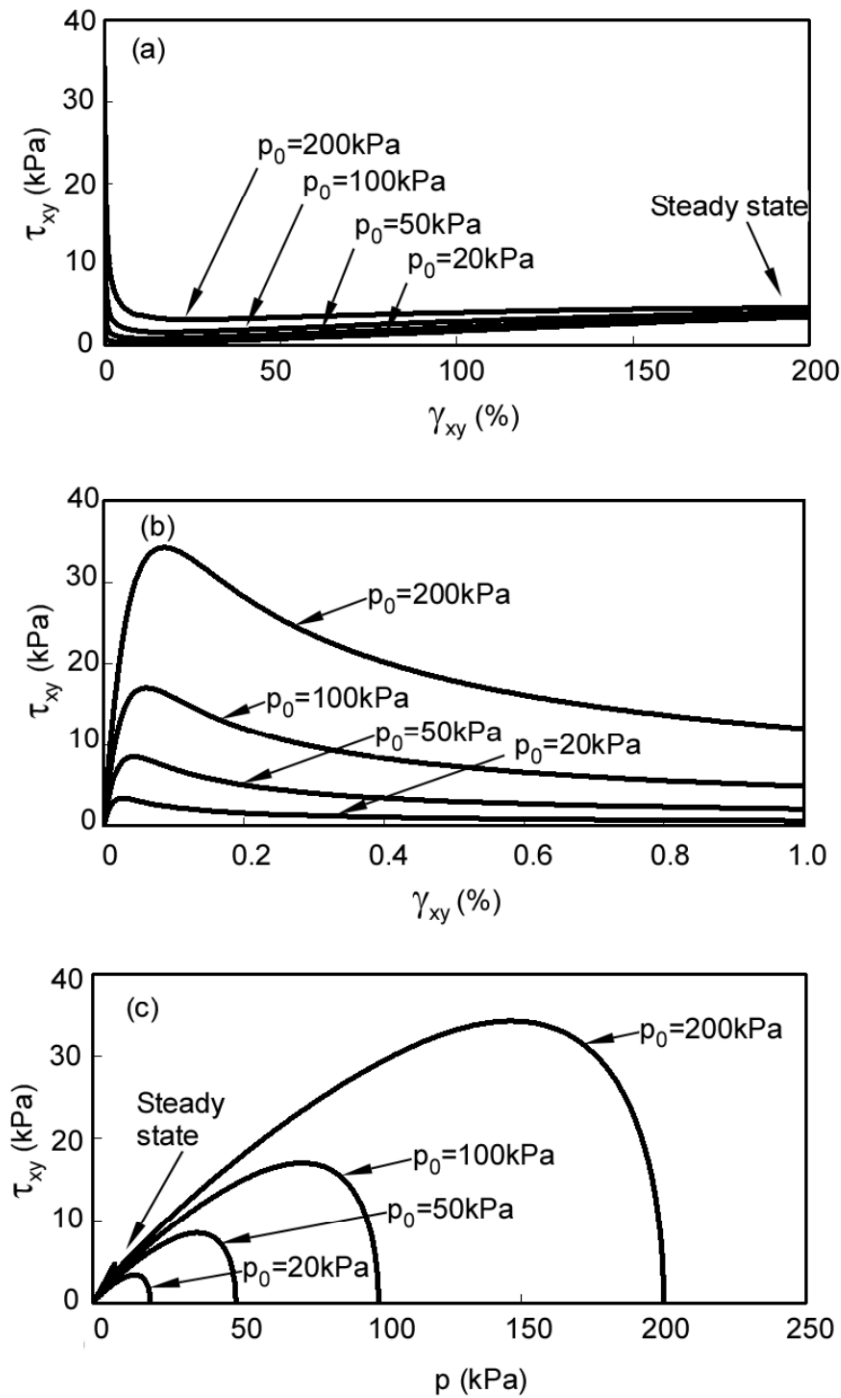 (a)
40
30
20
10
0
τxy (kPa)
p0=200kPa
p0=100kPa
p0=50kPa
p0=20kPa
Steady state
0 50 100 150 200
γxy (%)
(b)
40
30
20
10
0
τxy (kPa)
p0=200kPa
p0=100kPa
p0=50kPa
p0=20kPa
0 0.2 0.4 0.6 0.8 1.0
γxy (%)
(c)
40
30
20
10
0
τxy (kPa)
Steady
state
p0=200kPa
p0=100kPa
p0=50kPa
p0=20kPa
0 50 100 150 200 250
p (kPa)